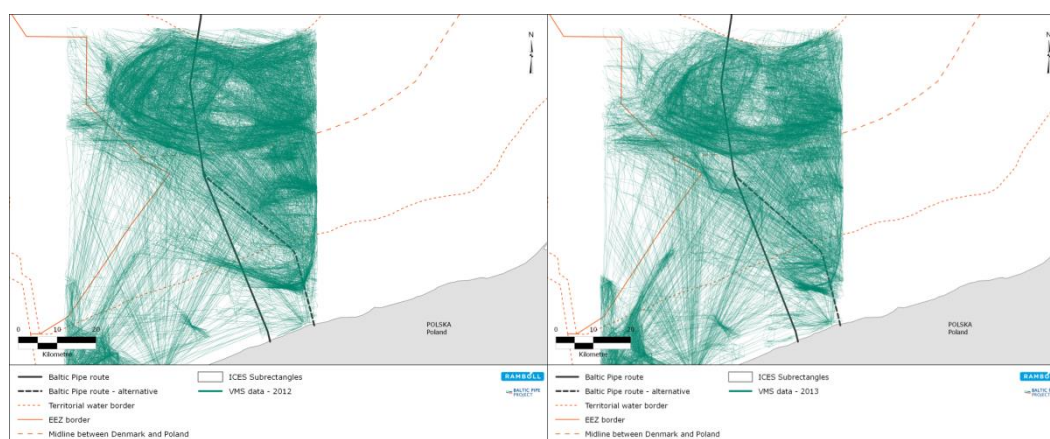 N
POLSKA
Poland
0 10 20
Kilometre
Baltic Pipe route
Baltic Pipe route - alternative
Territorial water border
EEZ border
Midline between Denmark and Poland
ICES Subrectangles
VMS data - 2012
RAMBOLL
BALTIC PIPE
PROJECT
N
POLSKA
Poland
0 10 20
Kilometre
Baltic Pipe route
Baltic Pipe route - alternative
Territorial water border
EEZ border
Midline between Denmark and Poland
ICES Subrectangles
VMS data - 2013